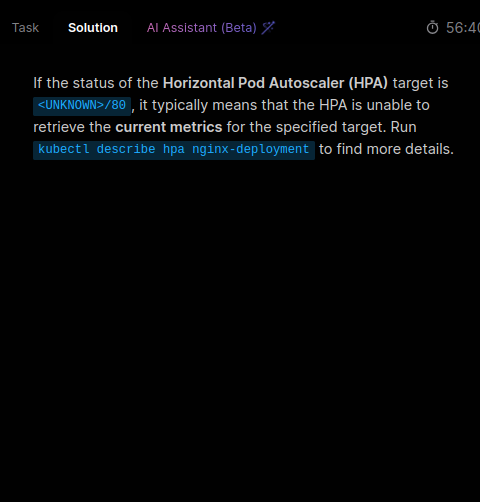 Task Solution AI Assistant (Beta) 56:40
If the status of the Horizontal Pod Autoscaler (HPA) target is
<UNKNOWN>/80, it typically means that the HPA is unable to
retrieve the current metrics for the specified target. Run
kubectl describe hpa nginx-deployment to find more details.